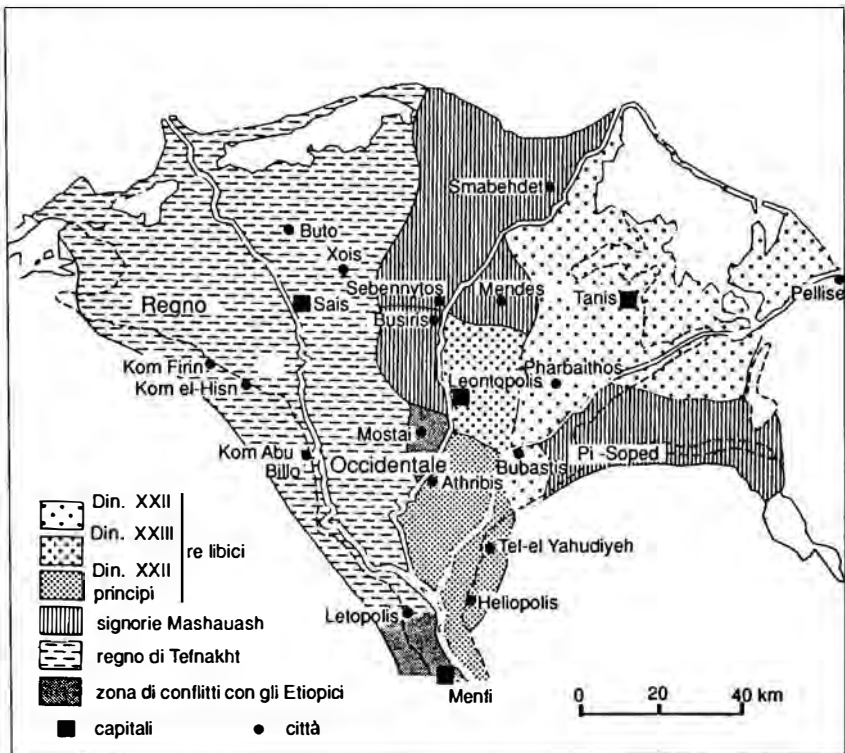 Smabehdet
Buto
Xois
Sebennytos
Mendes
Tanis
Pellise
Regno
Sais
Busiris
Kom Firin
Pharbaithos
Kom el-Hisn
Leontopolis
Mostai
Kom Abu
Billo
Occidentale
Bubastis
Pi-Soped
Athribis
Tel-el Yahudiyeh
Heliopolis
Letopolis
Menfi
Din. XXII
Din. XXIII
re libici
Din. XXII
principi
signorie Mashauash
regno di Tefnakht
zona di conflitti con gli Etiopici
capitali
città
0 20 40 km